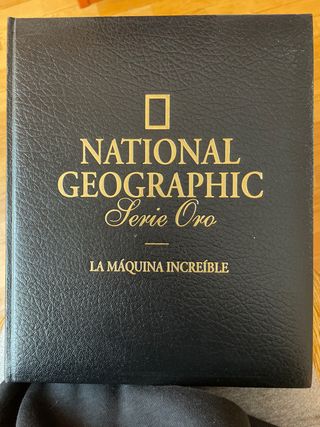 NATIONAL
GEOGRAPHIC
Serie Oro
LA MÁQUINA INCREÍBLE